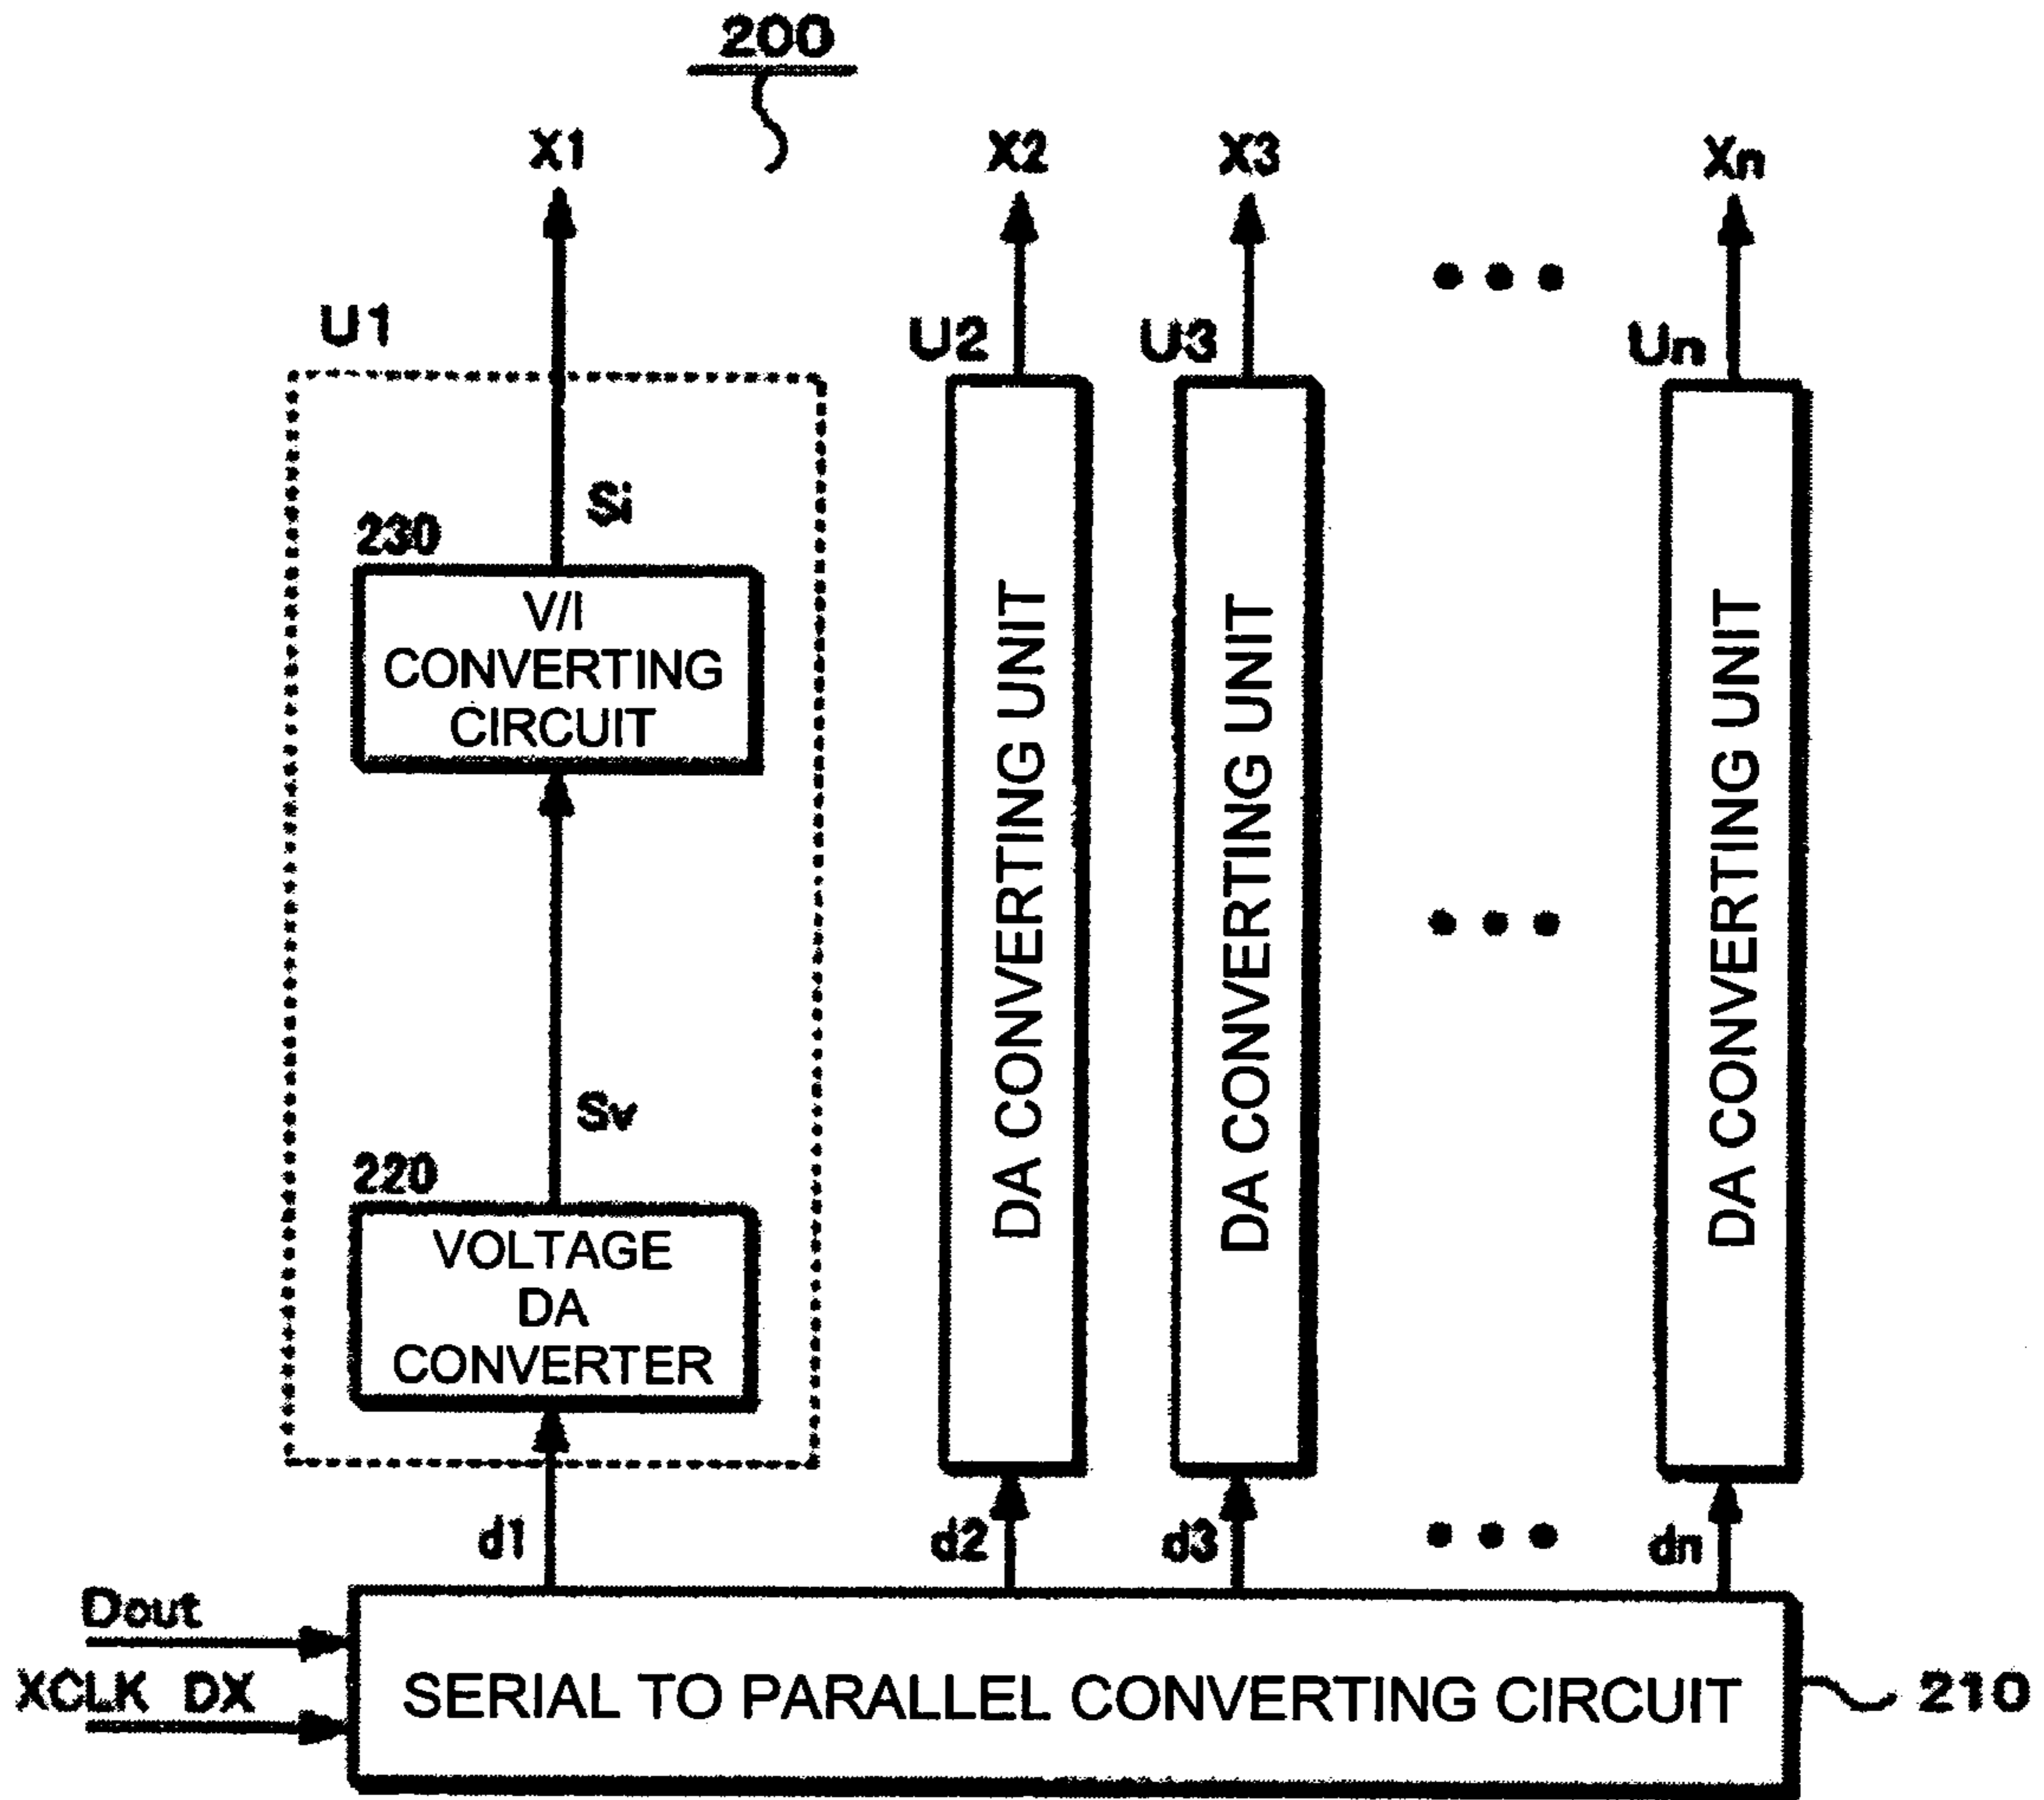 200
X1
X2
X3
Xn
U1
U2
U3
Un
Si
230
V/I
CONVERTING
CIRCUIT
Sv
220
VOLTAGE
DA
CONVERTER
DA CONVERTING UNIT
DA CONVERTING UNIT
DA CONVERTING UNIT
d1
d2
d3
dn
Dout
XCLK DX
SERIAL TO PARALLEL CONVERTING CIRCUIT
210